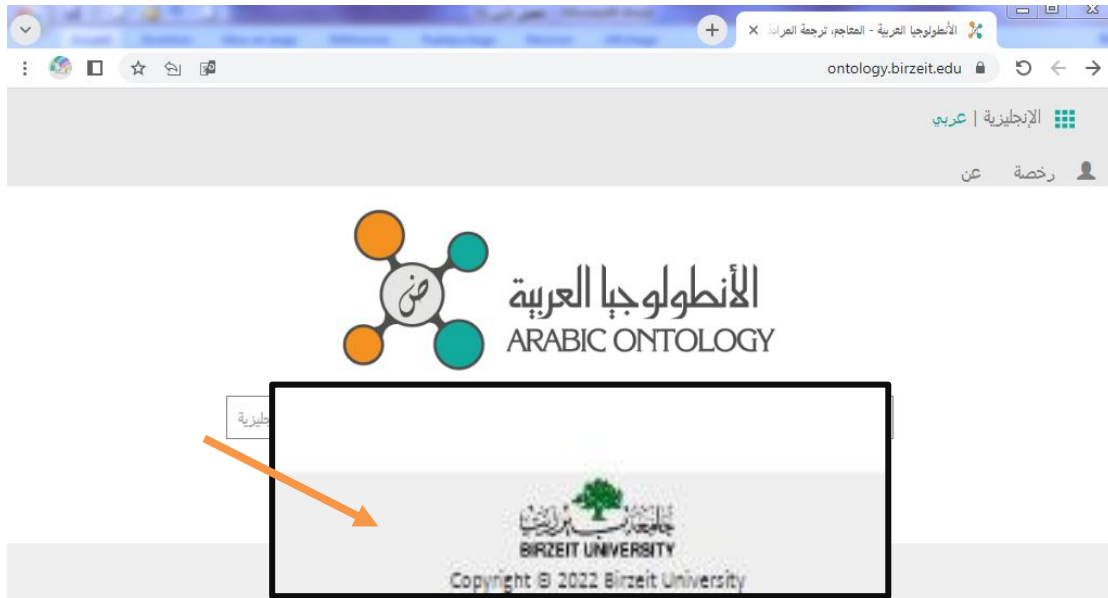 الأنطولوجيا العربية - المعاجم، ترجمة المراد
ontology.birzeit.edu
الإنجليزية | عربي
رخصة عن
ض
الأنطولوجيا العربية
ARABIC ONTOLOGY
جامعة بيرزيت
BIRZEIT UNIVERSITY
Copyright © 2022 Birzeit University